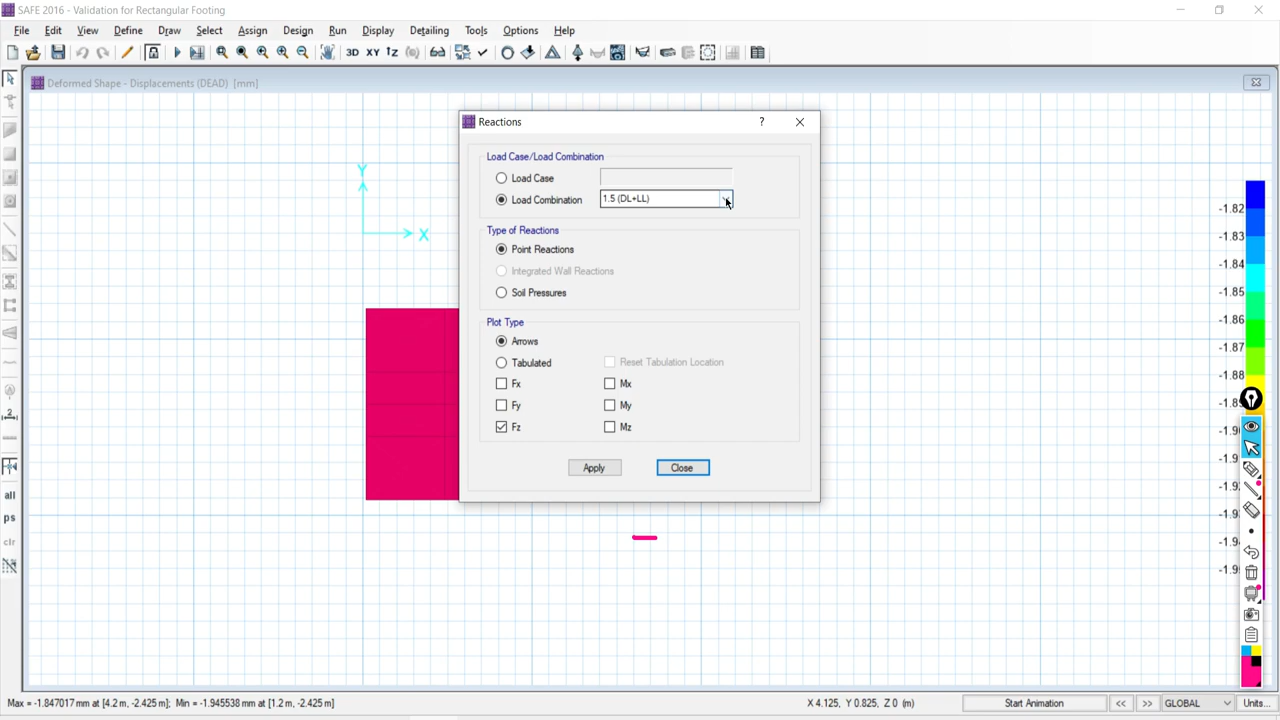 SAFE 2016 - Validation for Rectangular Footing
File Edit View Define Draw Select Assign Design Run Display Detailing Tools Options Help
3D XY
Deformed Shape - Displacements (DEAD) [mm]
Reactions ?
Load Case/Load Combination
Load Case
Load Combination 1.5 (DL+LL)
Type of Reactions
Point Reactions
Integrated Wall Reactions
Soil Pressures
Plot Type
Arrows
Tabulated Reset Tabulation Location
Fx Mx
Fy My
Fz Mz
Apply Close
Y
X
-1.82
-1.83
-1.84
-1.85
-1.86
-1.87
-1.88
all
ps
clr
Max = -1.847017 mm at [4.2 m, -2.425 m]; Min = -1.945538 mm at [1.2 m, -2.425 m]
X 4.125, Y 0.825, Z 0 (m)
Start Animation << >> GLOBAL Units...